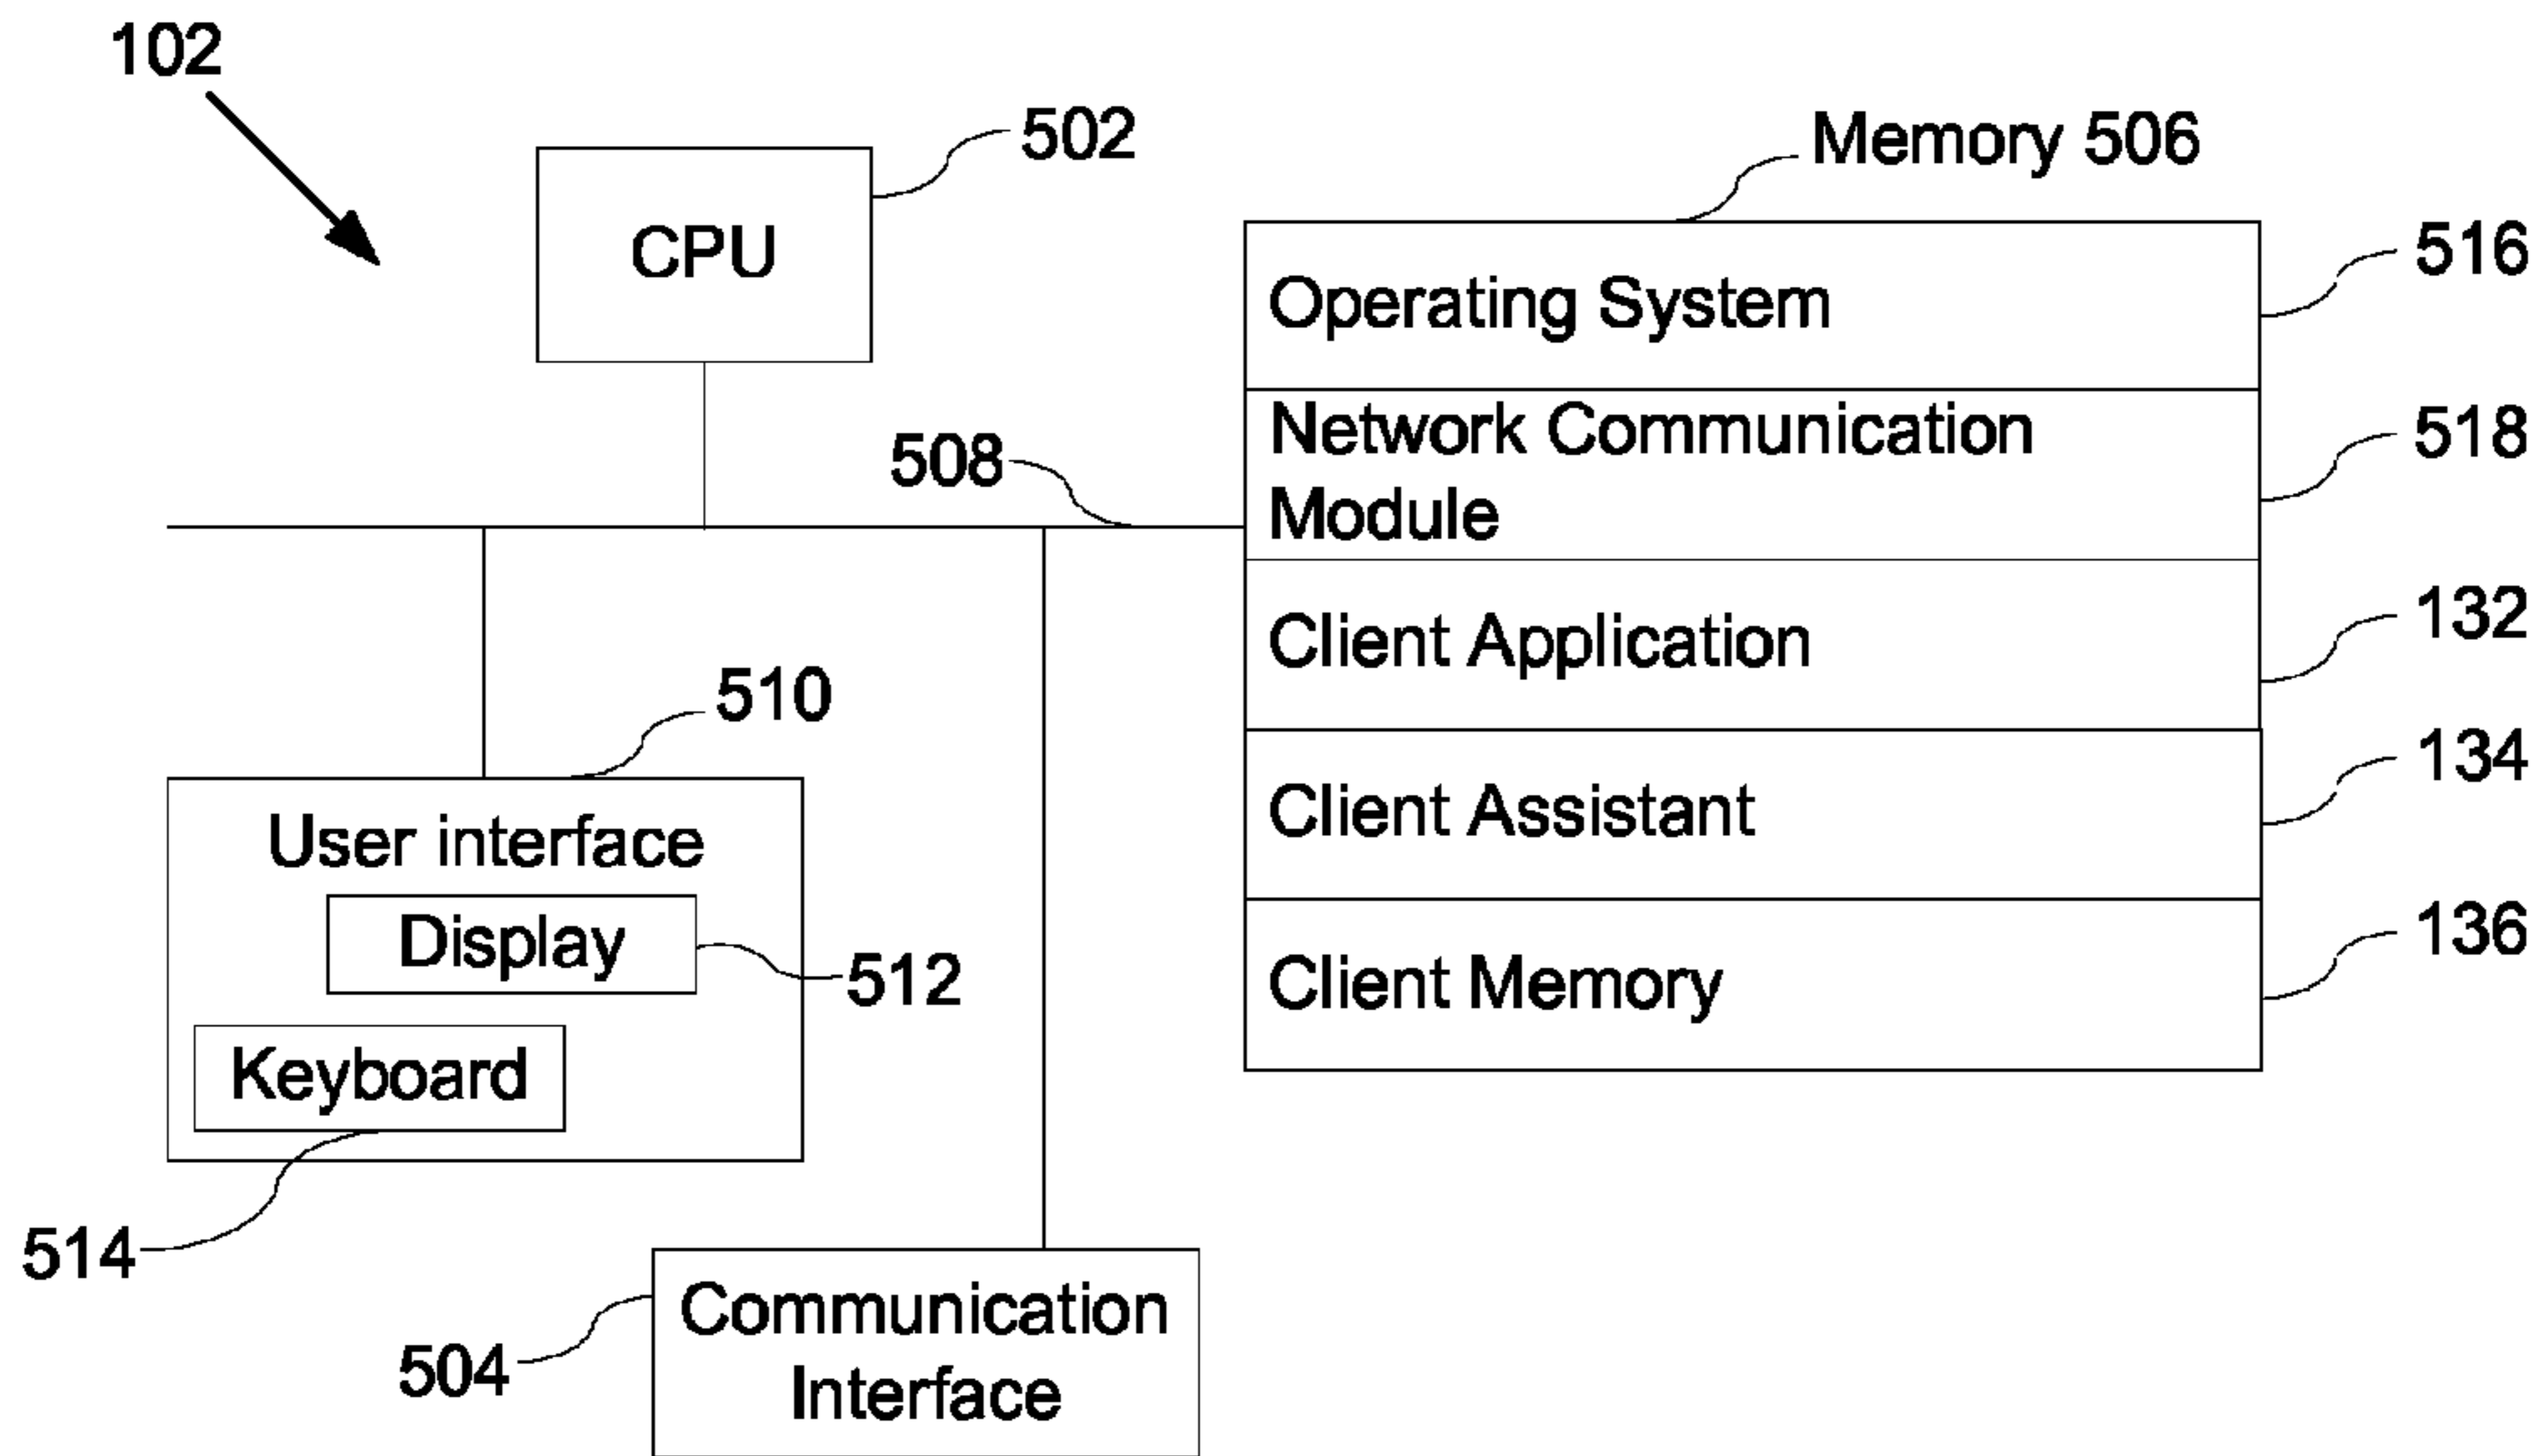 102
502
CPU
Memory 506
Operating System
516
Network Communication
Module
518
508
Client Application
132
Client Assistant
134
Client Memory
136
510
User interface
Display
512
Keyboard
514
Communication
Interface
504